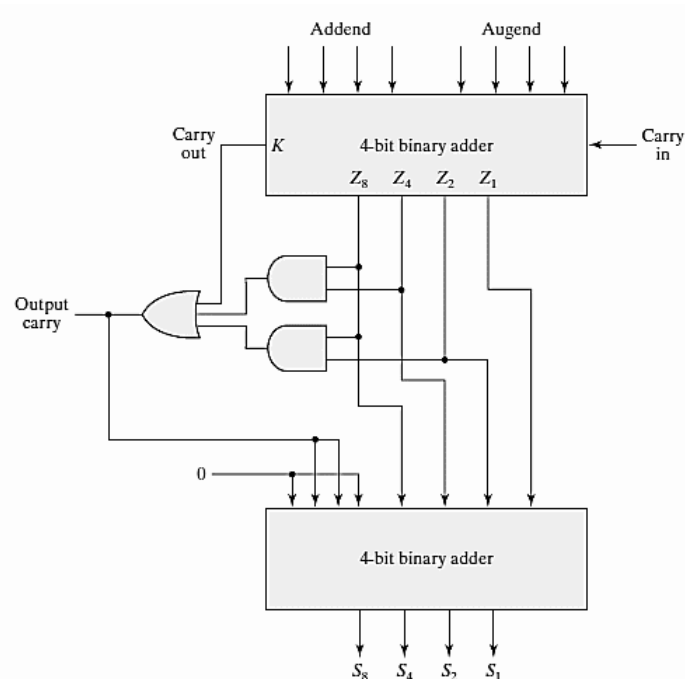 Addend Augend
Carry out
K
4-bit binary adder
Carry in
Z8 Z4 Z2 Z1
Output carry
0
4-bit binary adder
S8 S4 S2 S1